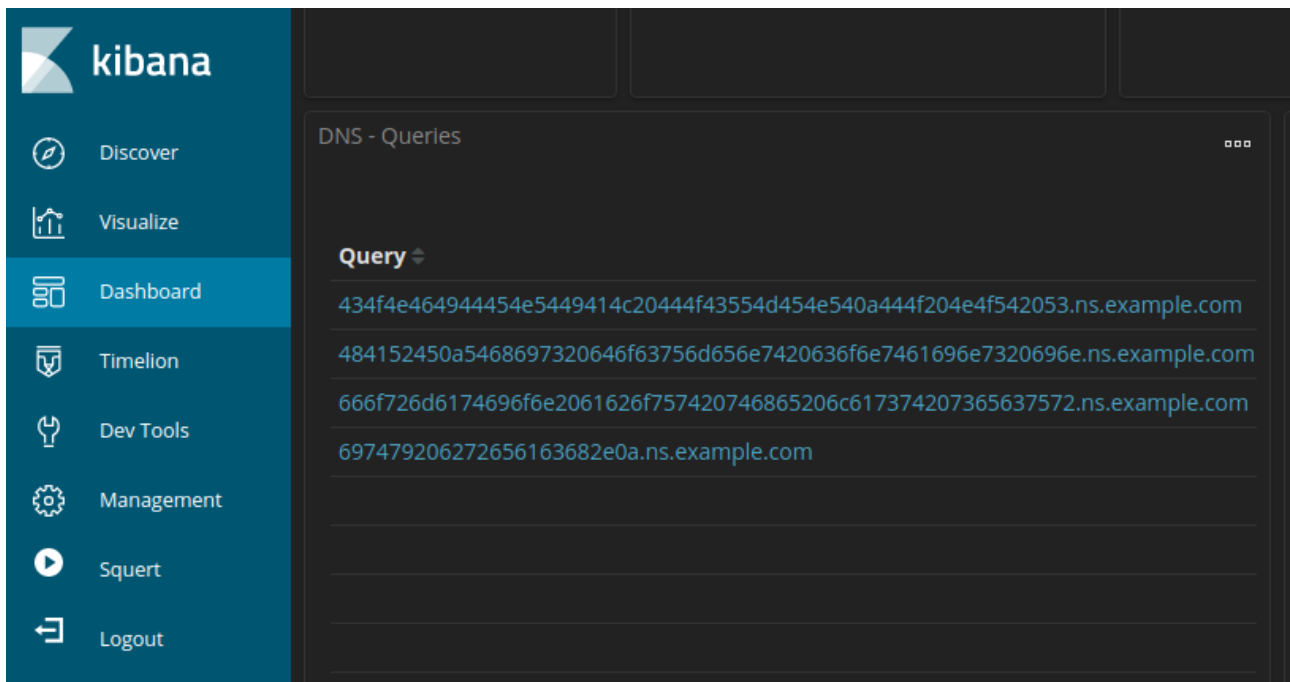 kibana
Discover
Visualize
Dashboard
Timelion
Dev Tools
Management
Squert
Logout
DNS - Queries
Query
434f4e464944454e5449414c20444f43554d454e540a444f204e4f542053.ns.example.com
484152450a5468697320646f63756d656e7420636f6e7461696e7320696e.ns.example.com
666f726d6174696f6e2061626f757420746865206c617374207365637572.ns.example.com
697479206272656163682e0a.ns.example.com